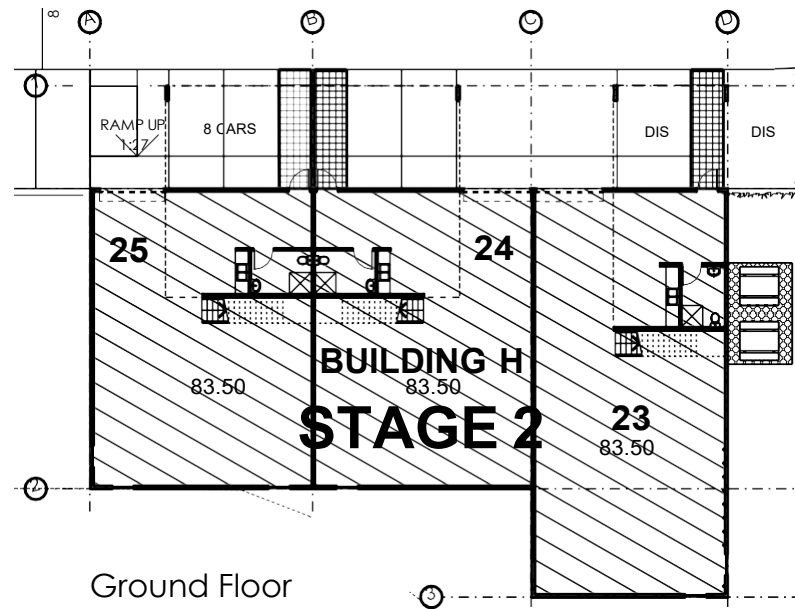 8
A B C D
1
RAMP UP
1:27
8 CARS
DIS
DIS
25
24
BUILDING H
83.50
83.50
STAGE 2
23
83.50
2
Ground Floor
3